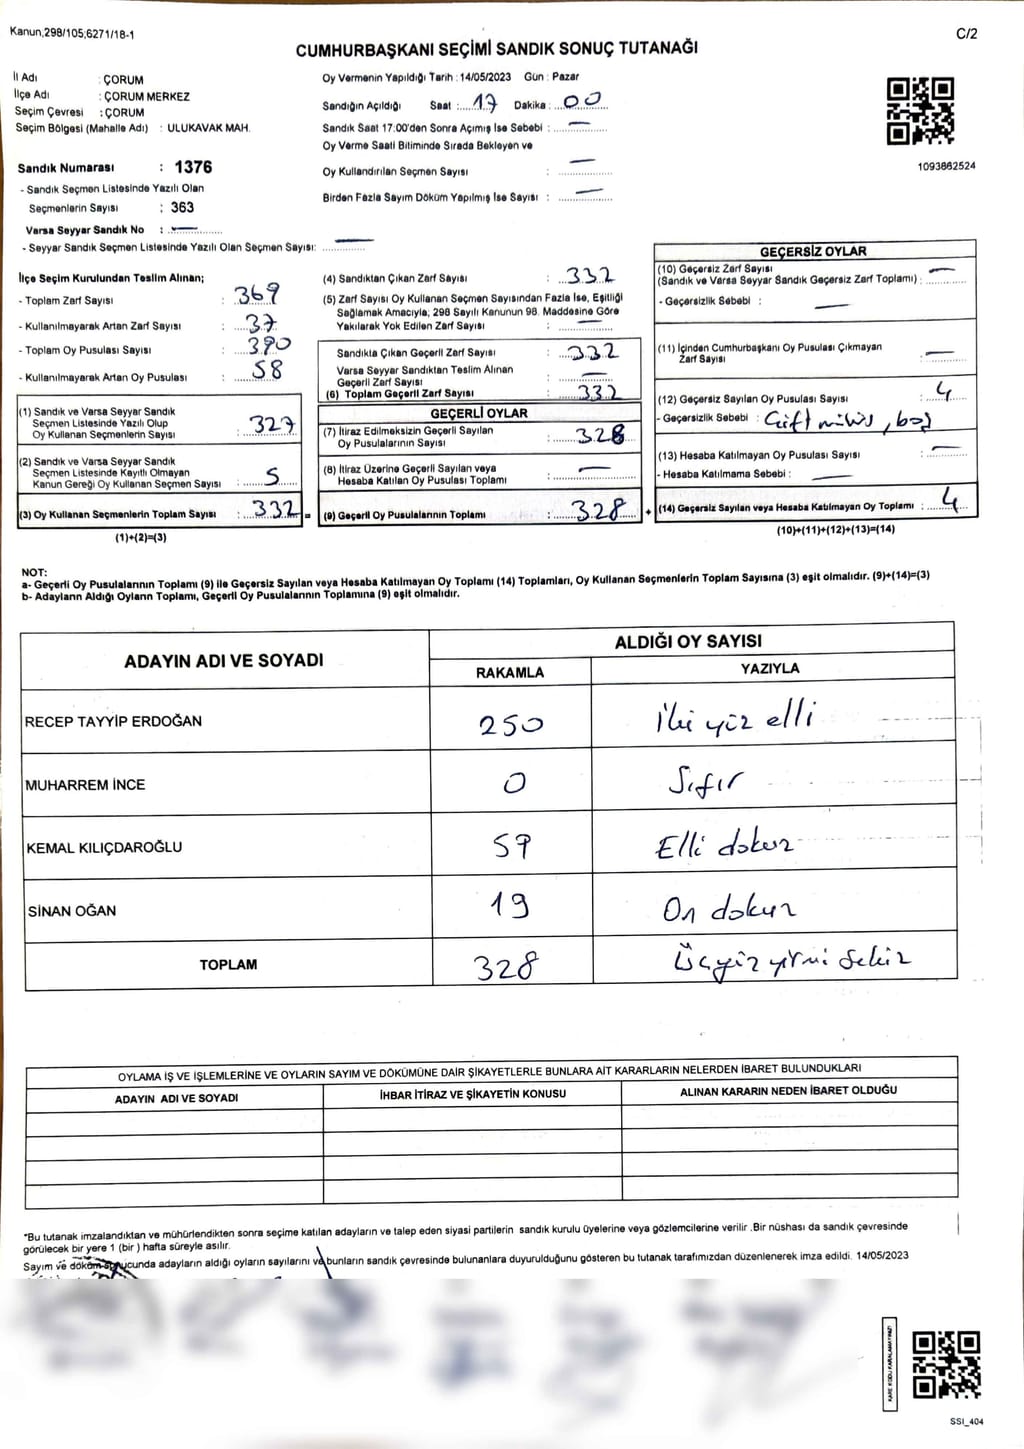 Kanun,298/105;6271/18-1
C/2
CUMHURBAŞKANI SEÇİMİ SANDIK SONUÇ TUTANAĞI
İl Adı : ÇORUM
İlçe Adı : ÇORUM MERKEZ
Seçim Çevresi : ÇORUM
Seçim Bölgesi (Mahalle Adı) : ULUKAVAK MAH.
Sandık Numarası : 1376
- Sandık Seçmen Listesinde Yazılı Olan
Seçmenlerin Sayısı : 363
Varsa Seyyar Sandık No : —
- Seyyar Sandık Seçmen Listesinde Yazılı Olan Seçmen Sayısı: —
Oy Vermenin Yapıldığı Tarih : 14/05/2023 Gün : Pazar
Sandığın Açıldığı Saat : 17 Dakika : 00
Sandık Saat 17:00'den Sonra Açımış İse Sebebi : —
Oy Verme Saati Bitiminde Sırada Bekleyen ve
Oy Kullandırılan Seçmen Sayısı : —
Birden Fazla Sayım Döküm Yapılmış İse Sayısı : —
1093862524
İlçe Seçim Kurulundan Teslim Alınan;
- Toplam Zarf Sayısı : 369
- Kullanılmayarak Artan Zarf Sayısı : 37
- Toplam Oy Pusulası Sayısı : 390
- Kullanılmayarak Artan Oy Pusulası : 58
(1) Sandık ve Varsa Seyyar Sandık
Seçmen Listesinde Yazılı Olup
Oy Kullanan Seçmenlerin Sayısı : 327
(2) Sandık ve Varsa Seyyar Sandık
Seçmen Listesinde Kayıtlı Olmayan
Kanun Gereği Oy Kullanan Seçmen Sayısı : 5
(3) Oy Kullanan Seçmenlerin Toplam Sayısı : 332 =
(1)+(2)=(3)
(4) Sandıktan Çıkan Zarf Sayısı : 332
(5) Zarf Sayısı Oy Kullanan Seçmen Sayısından Fazla İse, Eşitliği
Sağlamak Amacıyla; 298 Sayılı Kanunun 98. Maddesine Göre
Yakılarak Yok Edilen Zarf Sayısı : —
Sandıkta Çıkan Geçerli Zarf Sayısı : 332
Varsa Seyyar Sandıktan Teslim Alınan
Geçerli Zarf Sayısı : —
(6) Toplam Geçerli Zarf Sayısı : 332
GEÇERLİ OYLAR
(7) İtiraz Edilmeksizin Geçerli Sayılan
Oy Pusulalarının Sayısı : 328
(8) İtiraz Üzerine Geçerli Sayılan veya
Hesaba Katılan Oy Pusulası Toplamı : —
(9) Geçerli Oy Pusulalarının Toplamı : 328 +
GEÇERSİZ OYLAR
(10) Geçersiz Zarf Sayısı
(Sandık ve Varsa Seyyar Sandık Geçersiz Zarf Toplamı) : —
- Geçersizlik Sebebi : —
(11) İçinden Cumhurbaşkanı Oy Pusulası Çıkmayan
Zarf Sayısı : —
(12) Geçersiz Sayılan Oy Pusulası Sayısı : 4
- Geçersizlik Sebebi : Çift mühür, boş
(13) Hesaba Katılmayan Oy Pusulası Sayısı : —
- Hesaba Katılmama Sebebi : —
(14) Geçersiz Sayılan veya Hesaba Katılmayan Oy Toplamı : 4
(10)+(11)+(12)+(13)=(14)
NOT:
a- Geçerli Oy Pusulalarının Toplamı (9) ile Geçersiz Sayılan veya Hesaba Katılmayan Oy Toplamı (14) Toplamları, Oy Kullanan Seçmenlerin Toplam Sayısına (3) eşit olmalıdır. (9)+(14)=(3)
b- Adayların Aldığı Oyların Toplamı, Geçerli Oy Pusulalarının Toplamına (9) eşit olmalıdır.
ADAYIN ADI VE SOYADI
ALDIĞI OY SAYISI
RAKAMLA YAZIYLA
RECEP TAYYİP ERDOĞAN 250 İki yüz elli
MUHARREM İNCE 0 Sıfır
KEMAL KILIÇDAROĞLU 59 Elli dokuz
SİNAN OĞAN 19 On dokuz
TOPLAM 328 Üçyüz yirmi sekiz
OYLAMA İŞ VE İŞLEMLERİNE VE OYLARIN SAYIM VE DÖKÜMÜNE DAİR ŞİKAYETLERLE BUNLARA AİT KARARLARIN NELERDEN İBARET BULUNDUKLARI
ADAYIN ADI VE SOYADI İHBAR İTİRAZ VE ŞİKAYETİN KONUSU ALINAN KARARIN NEDEN İBARET OLDUĞU
*Bu tutanak imzalandıktan ve mühürlendikten sonra seçime katılan adayların ve talep eden siyasi partilerin sandık kurulu üyelerine veya gözlemcilerine verilir .Bir nüshası da sandık çevresinde
görülecek bir yere 1 (bir ) hafta süreyle asılır.
Sayım ve döküm sonucunda adayların aldığı oyların sayılarını ve bunların sandık çevresinde bulunanlara duyurulduğunu gösteren bu tutanak tarafımızdan düzenlenerek imza edildi. 14/05/2023
KARE KODU KARALAMAYINIZ!
SSI_404